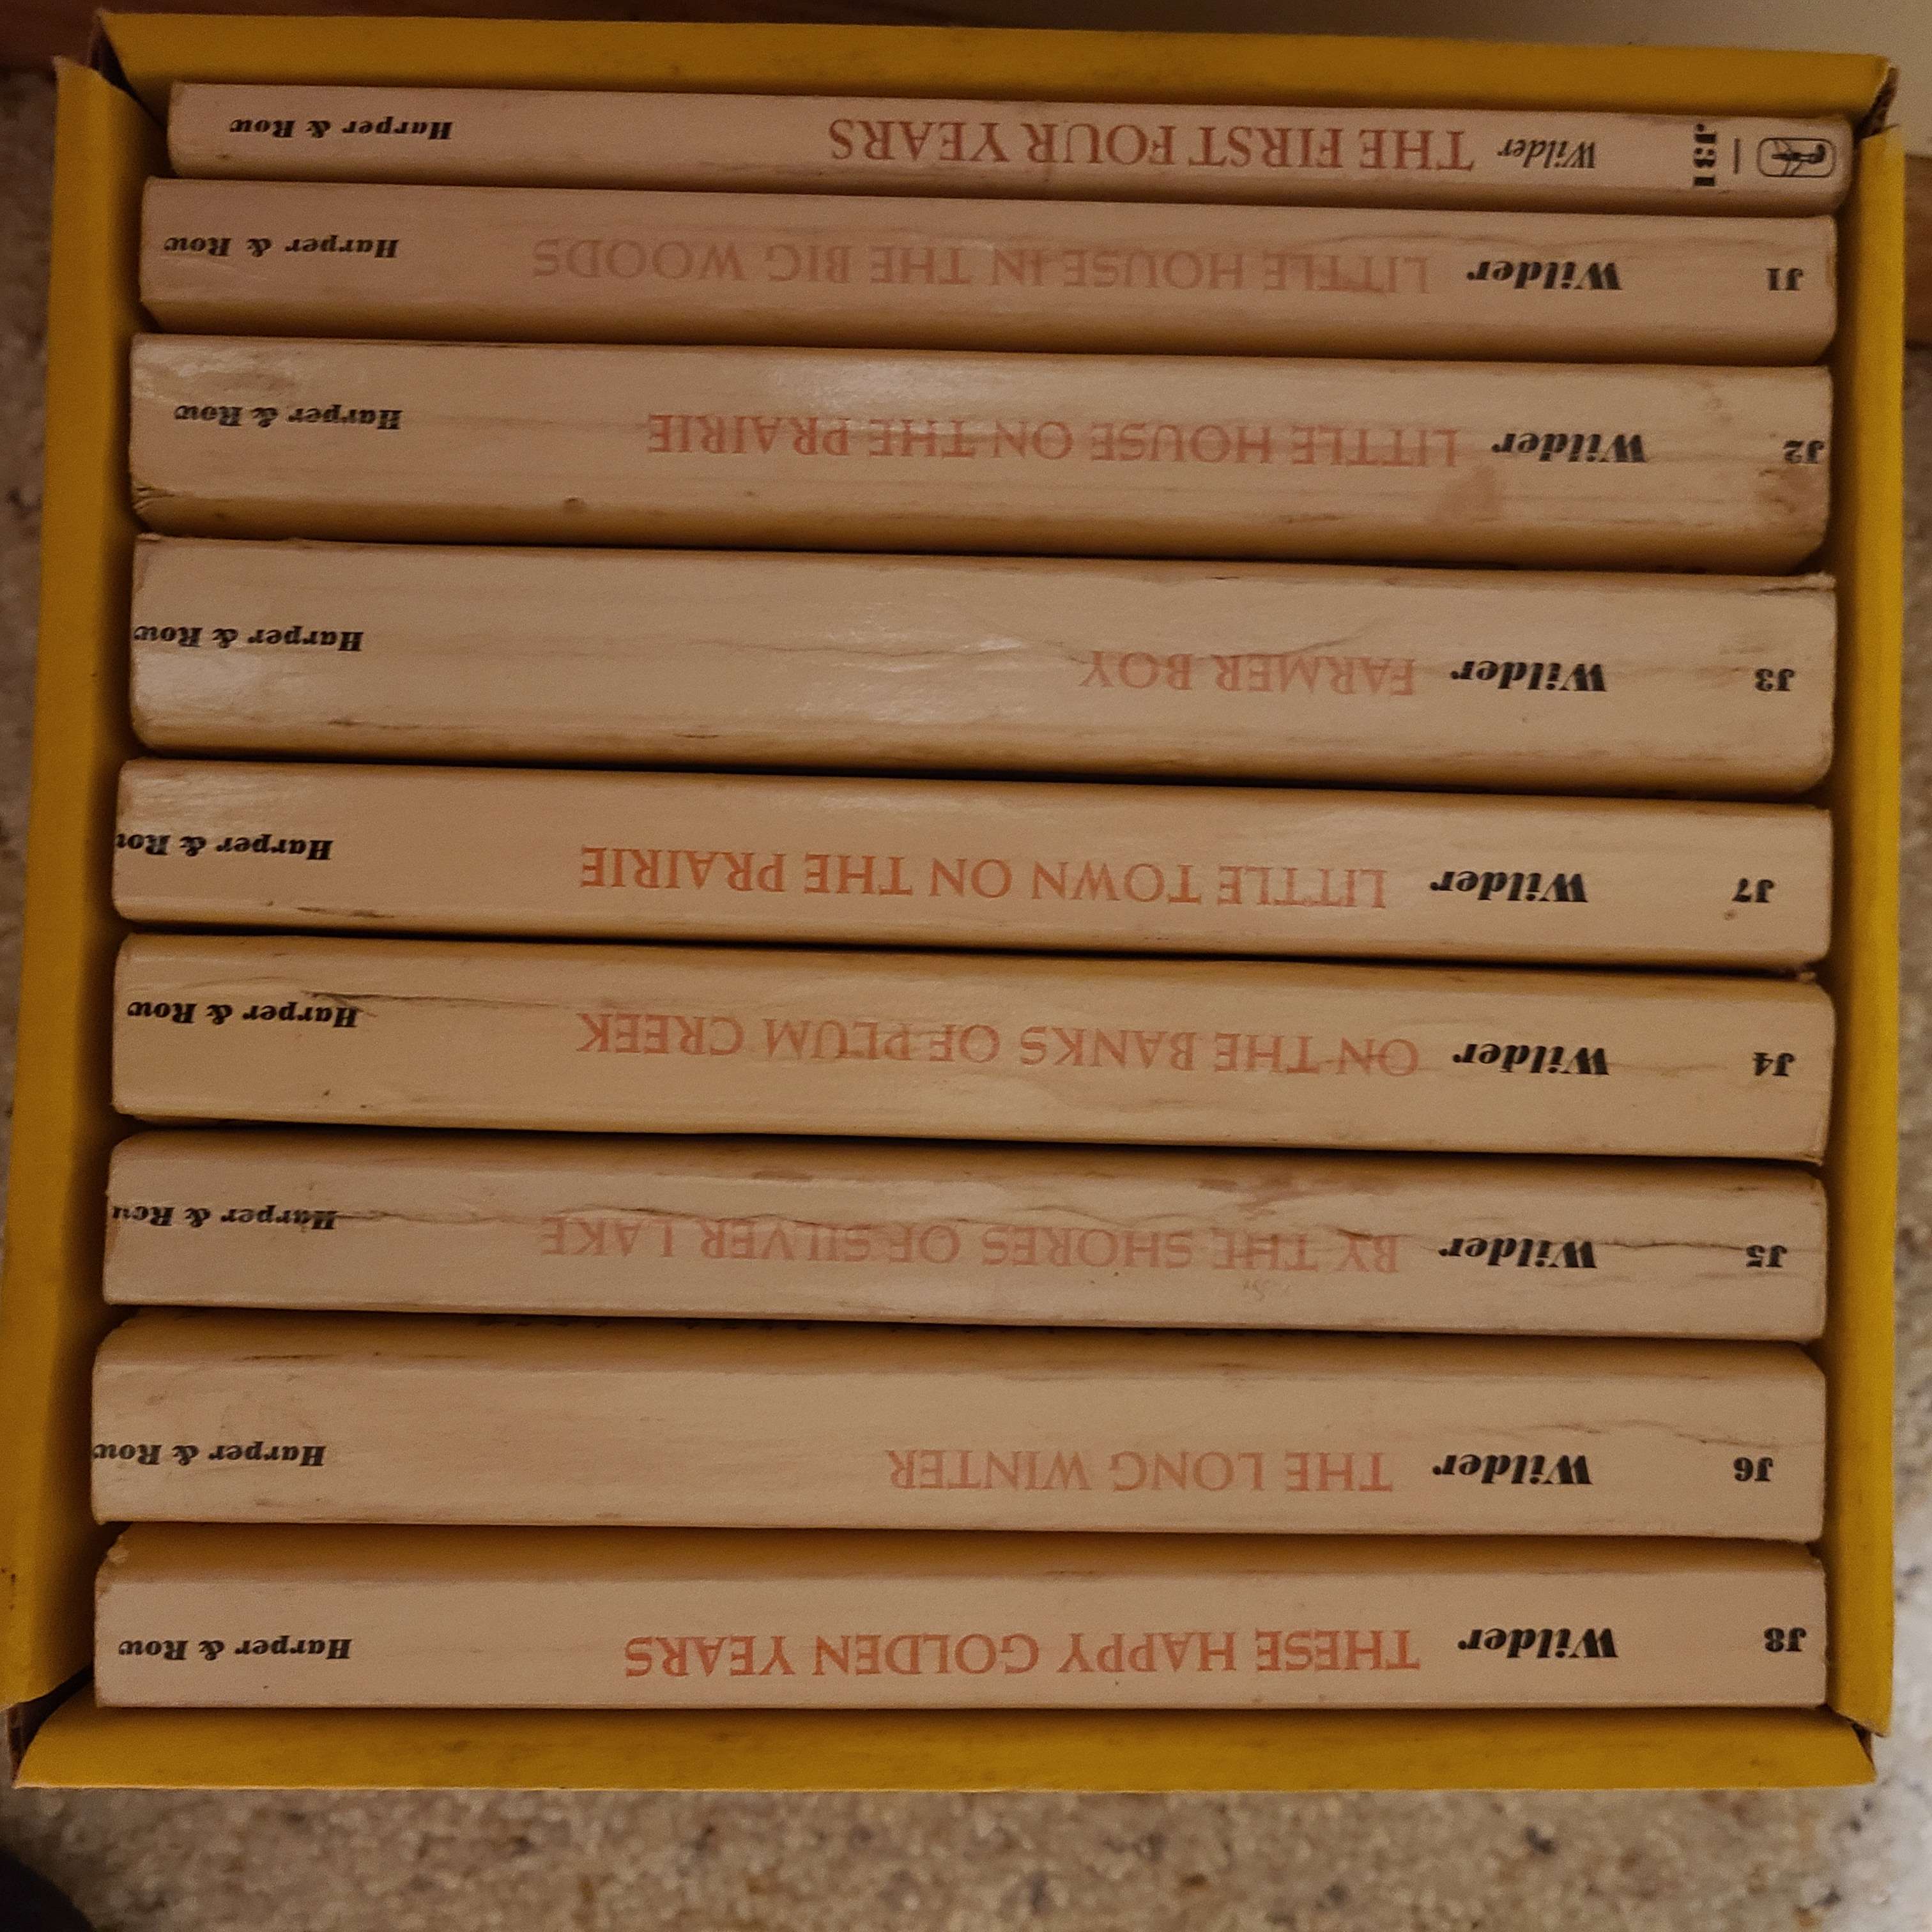 J31 Wilder THE FIRST FOUR YEARS Harper & Row
J1 Wilder LITTLE HOUSE IN THE BIG WOODS Harper & Row
J2 Wilder LITTLE HOUSE ON THE PRAIRIE Harper & Row
J3 Wilder FARMER BOY Harper & Row
J7 Wilder LITTLE TOWN ON THE PRAIRIE Harper & Row
J4 Wilder ON THE BANKS OF PLUM CREEK Harper & Row
J5 Wilder BY THE SHORES OF SILVER LAKE Harper & Row
J6 Wilder THE LONG WINTER Harper & Row
J8 Wilder THESE HAPPY GOLDEN YEARS Harper & Row